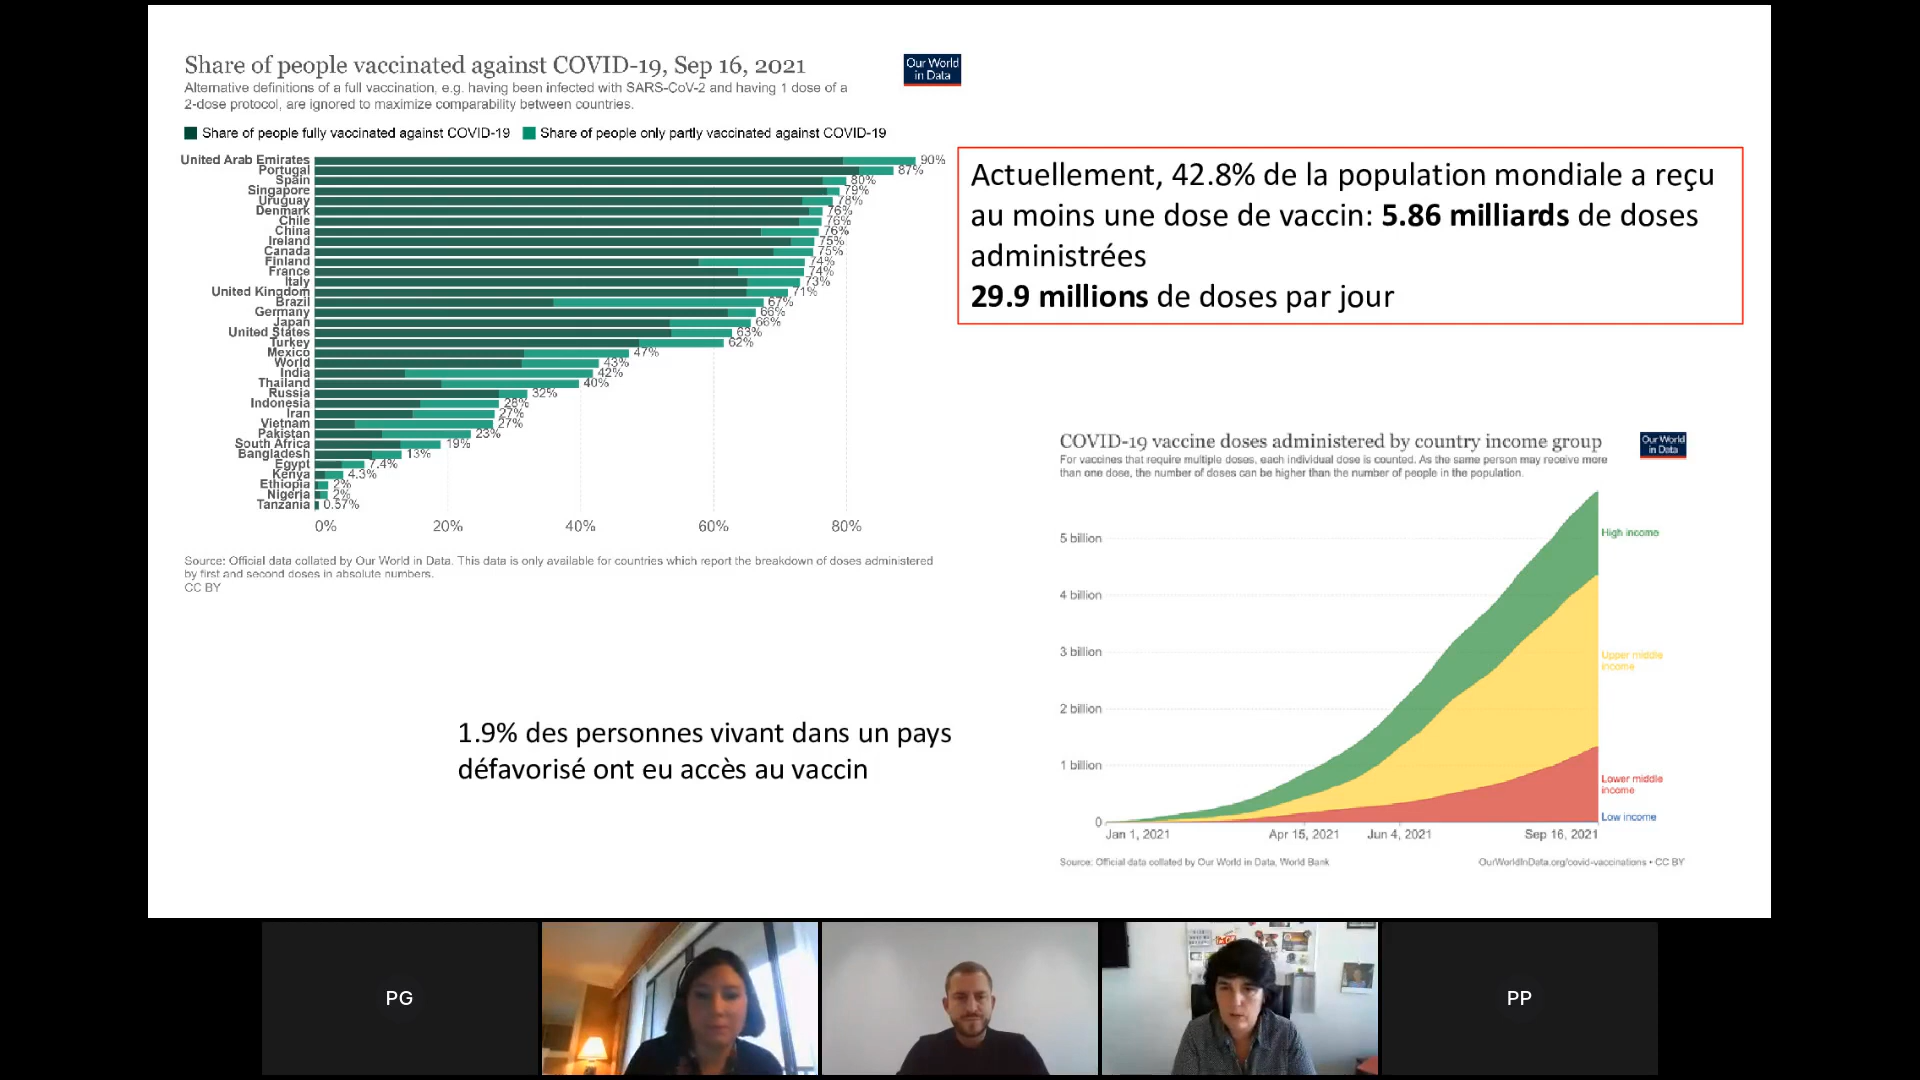 Share of people vaccinated against COVID-19, Sep 16, 2021
Our World
in Data
Alternative definitions of a full vaccination, e.g. having been infected with SARS-CoV-2 and having 1 dose of a
2-dose protocol, are ignored to maximize comparability between countries.
Share of people fully vaccinated against COVID-19 Share of people only partly vaccinated against COVID-19
United Arab Emirates 90%
Portugal 87%
Spain 80%
Singapore 79%
Uruguay 78%
Denmark 76%
Chile 76%
China 76%
Ireland 75%
Canada 75%
Finland 74%
France 74%
Italy 73%
United Kingdom 71%
Brazil 67%
Germany 66%
Japan 66%
United States 63%
Turkey 62%
Mexico 47%
World 43%
India 42%
Thailand 40%
Russia 32%
Indonesia 28%
Iran 27%
Vietnam 27%
Pakistan 23%
South Africa 19%
Bangladesh 13%
Egypt 7.4%
Kenya 4.3%
Ethiopia 2%
Nigeria 2%
Tanzania 0.57%
0% 20% 40% 60% 80%
Source: Official data collated by Our World in Data. This data is only available for countries which report the breakdown of doses administered
by first and second doses in absolute numbers.
CC BY
Actuellement, 42.8% de la population mondiale a reçu
au moins une dose de vaccin: 5.86 milliards de doses
administrées
29.9 millions de doses par jour
1.9% des personnes vivant dans un pays
défavorisé ont eu accès au vaccin
COVID-19 vaccine doses administered by country income group
Our World
in Data
For vaccines that require multiple doses, each individual dose is counted. As the same person may receive more
than one dose, the number of doses can be higher than the number of people in the population.
5 billion
4 billion
3 billion
2 billion
1 billion
0
High income
Upper middle
income
Lower middle
income
Low income
Jan 1, 2021 Apr 15, 2021 Jun 4, 2021 Sep 16, 2021
Source: Official data collated by Our World in Data, World Bank
OurWorldInData.org/covid-vaccinations • CC BY
PG
PP